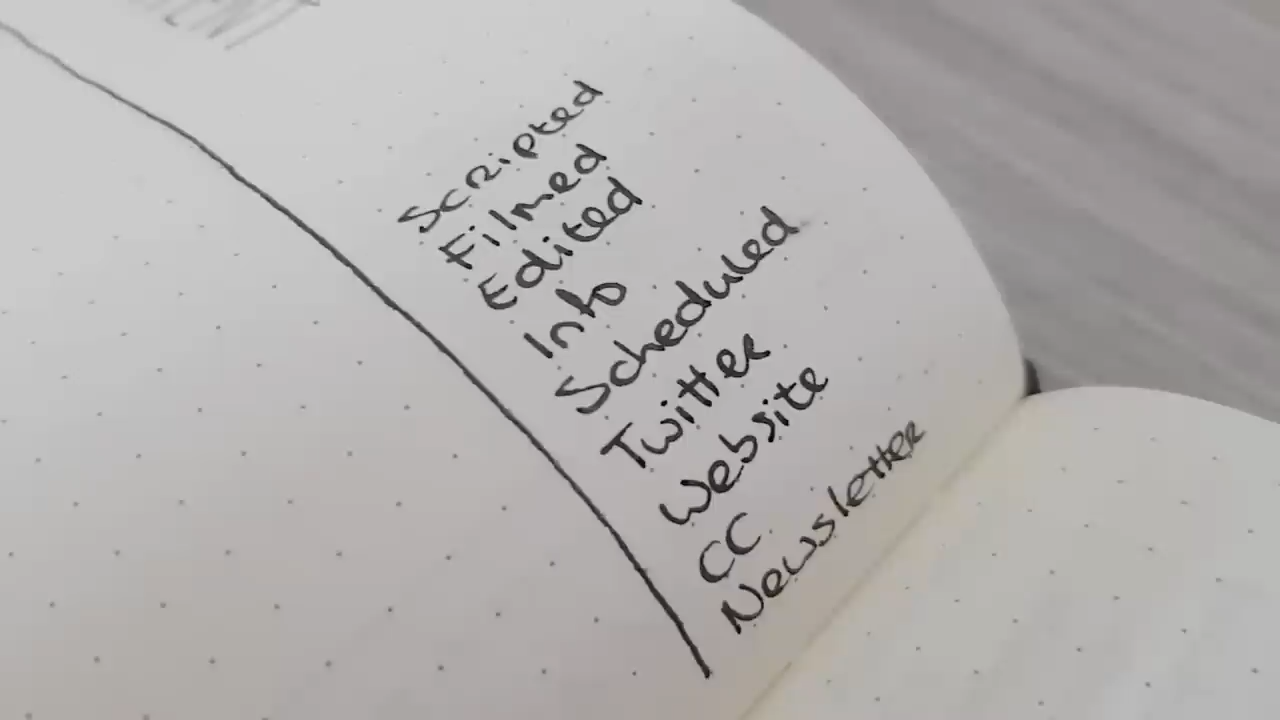 Scripted
Filmed
Edited
Info
Scheduled
Twitter
Website
CC
Newsletter